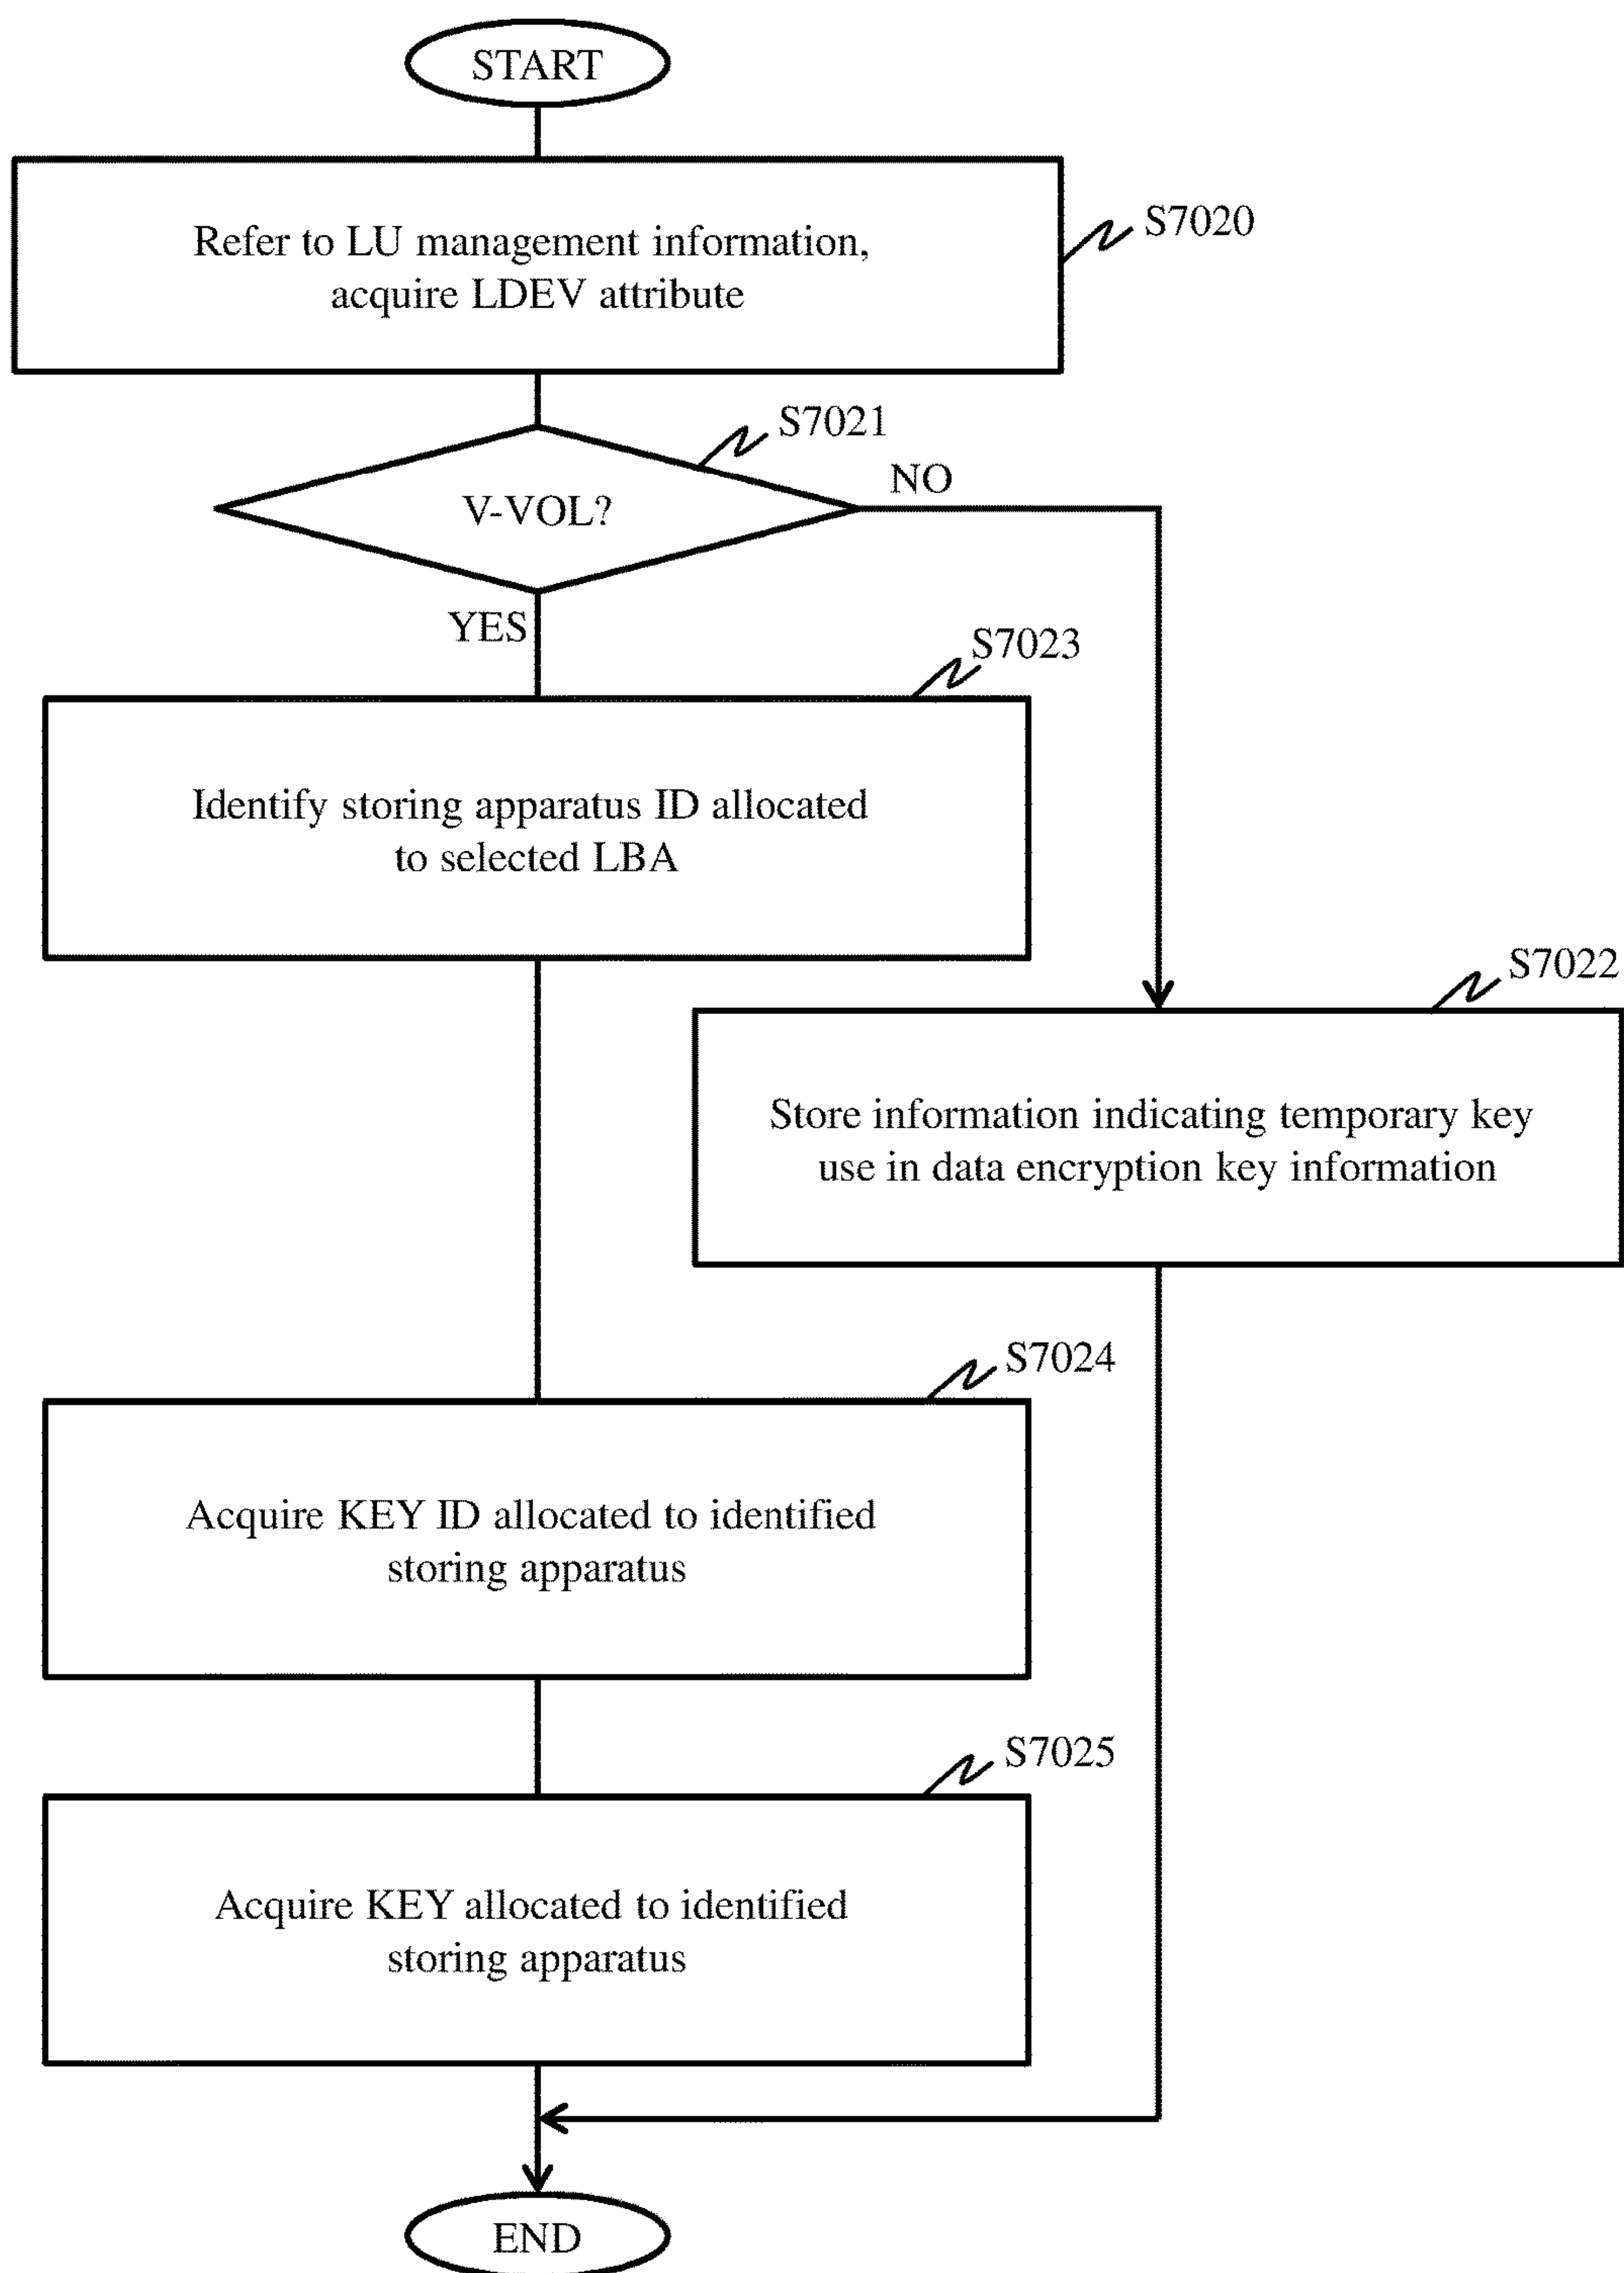 START
Refer to LU management information,
acquire LDEV attribute
S7020
S7021
V-VOL?
NO
YES
S7023
Identify storing apparatus ID allocated
to selected LBA
S7022
Store information indicating temporary key
use in data encryption key information
S7024
Acquire KEY ID allocated to identified
storing apparatus
S7025
Acquire KEY allocated to identified
storing apparatus
END